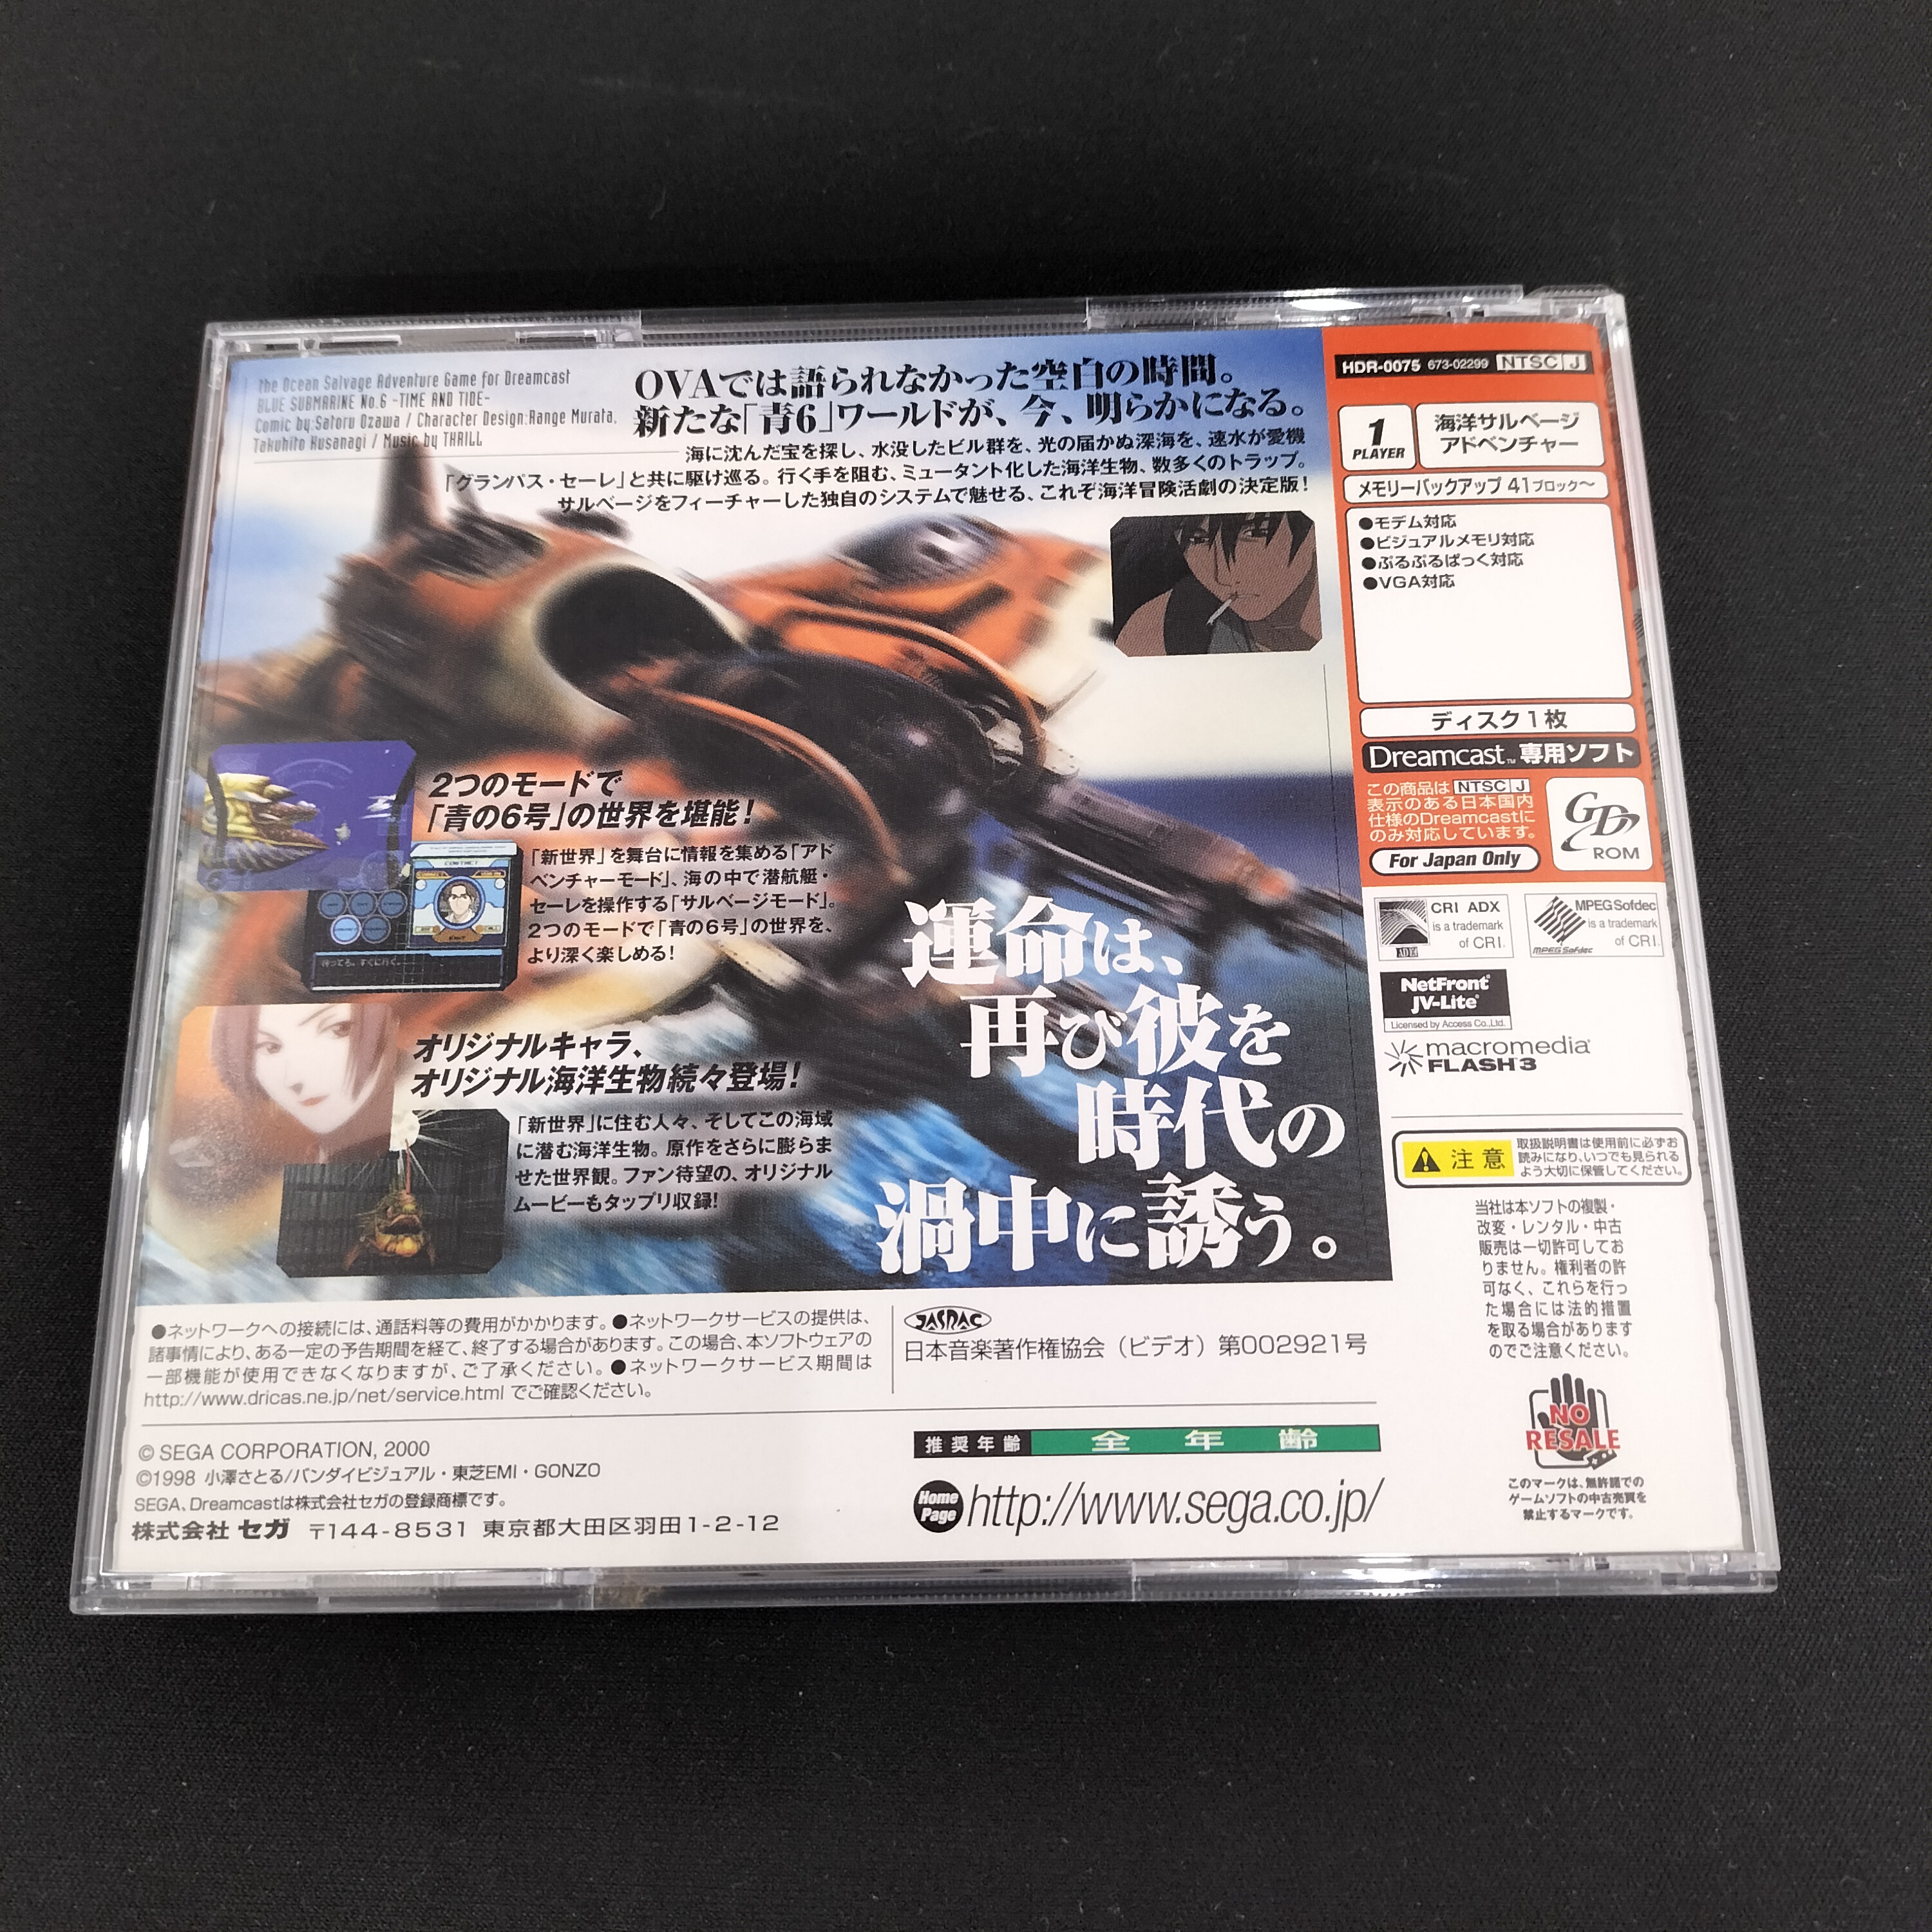 the Ocean Salvage Adventure Game for Dreamcast
BLUE SUBMARINE No.6 -TIME AND TIDE-
Comic by:Satoru Ozawa / Character Design:Range Murata,
Takuhito Kusanagi / Music by THRILL
OVAでは語られなかった空白の時間。
新たな「青6」ワールドが、今、明らかになる。
海に沈んだ宝を探し、水没したビル群を、光の届かぬ深海を、速水が愛機
「グランパス・セーレ」と共に駆け巡る。行く手を阻む、ミュータント化した海洋生物、数多くのトラップ。
サルベージをフィーチャーした独自のシステムで魅せる、これぞ海洋冒険活劇の決定版!
2つのモードで
「青の6号」の世界を堪能!
「新世界」を舞台に情報を集める「アド
ベンチャーモード」、海の中で潜航艇・
セーレを操作する「サルベージモード」。
2つのモードで「青の6号」の世界を、
より深く楽しめる!
CONTACT
EXIT
待ってろ。すぐに行く。
オリジナルキャラ、
オリジナル海洋生物続々登場!
「新世界」に住む人々、そしてこの海域
に潜む海洋生物。原作をさらに膨らま
せた世界観。ファン待望の、オリジナル
ムービーもタップリ収録!
運命は、
再び彼を
時代の
渦中に誘う。
●ネットワークへの接続には、通話料等の費用がかかります。●ネットワークサービスの提供は、
諸事情により、ある一定の予告期間を経て、終了する場合があります。この場合、本ソフトウェアの
一部機能が使用できなくなりますが、ご了承ください。●ネットワークサービス期間は
http://www.dricas.ne.jp/net/service.html でご確認ください。
JASRAC
日本音楽著作権協会（ビデオ）第002921号
© SEGA CORPORATION, 2000
©1998 小澤さとる/バンダイビジュアル・東芝EMI・GONZO
SEGA、Dreamcastは株式会社セガの登録商標です。
株式会社 セガ 〒144-8531 東京都大田区羽田1-2-12
推奨年齢 全年齢
Home Page http://www.sega.co.jp/
HDR-0075 673-02299 NTSC J
1
PLAYER
海洋サルベージ
アドベンチャー
メモリーバックアップ 41ブロック〜
●モデム対応
●ビジュアルメモリ対応
●ぷるぷるぱっく対応
●VGA対応
ディスク1枚
Dreamcast™ 専用ソフト
この商品は NTSC J
表示のある日本国内
仕様のDreamcastに
のみ対応しています。
For Japan Only
GD
ROM
CRI ADX
is a trademark
of CRI.
ADX
MPEG Sofdec
is a trademark
of CRI.
MPEG Sofdec
NetFront
JV-Lite
Licensed by Access Co.,Ltd.
macromedia
FLASH 3
注意
取扱説明書は使用前に必ずお
読みになり、いつでも見られる
よう大切に保管してください。
当社は本ソフトの複製・
改変・レンタル・中古
販売は一切許可してお
りません。権利者の許
可なく、これらを行っ
た場合には法的措置
を取る場合があります
のでご注意ください。
NO
RESALE
このマークは、無許諾での
ゲームソフトの中古売買を
禁止するマークです。